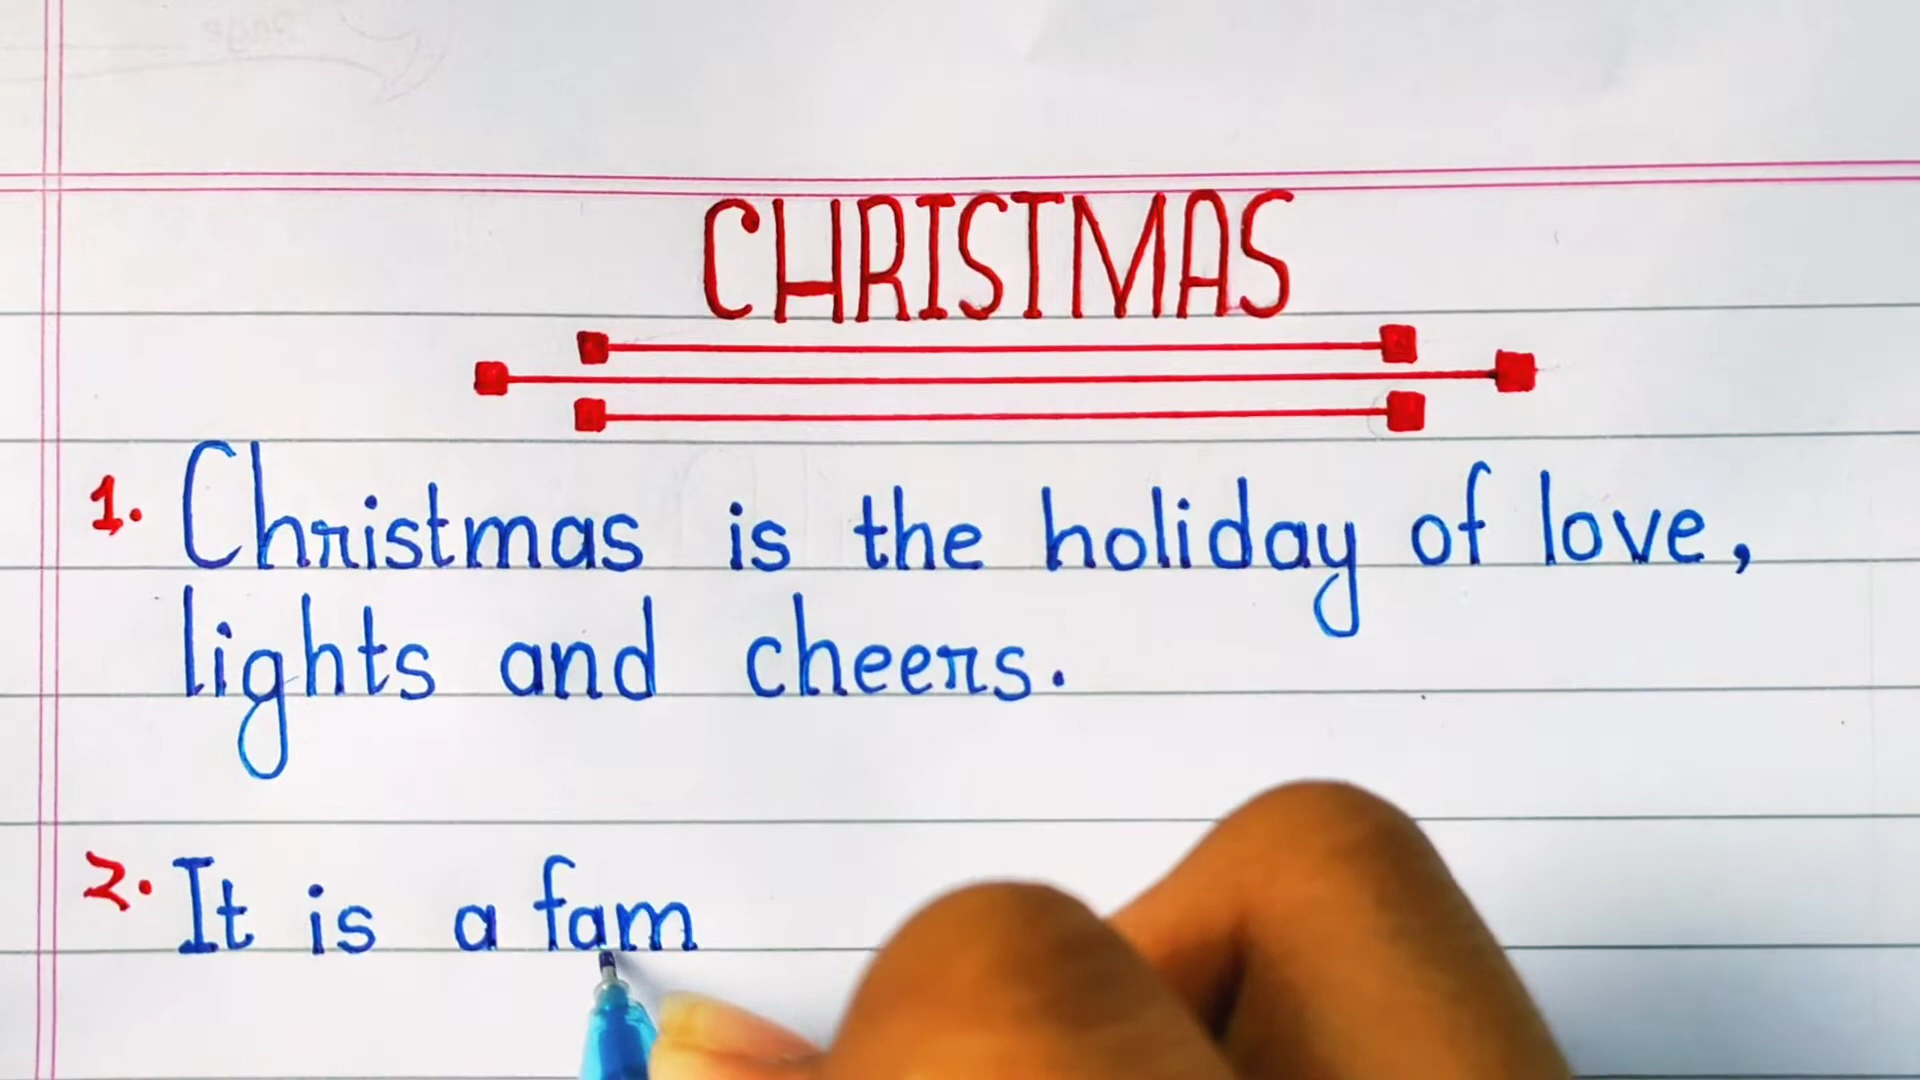 CHRISTMAS
1. Christmas is the holiday of love,
lights and cheers.
2. It is a fam